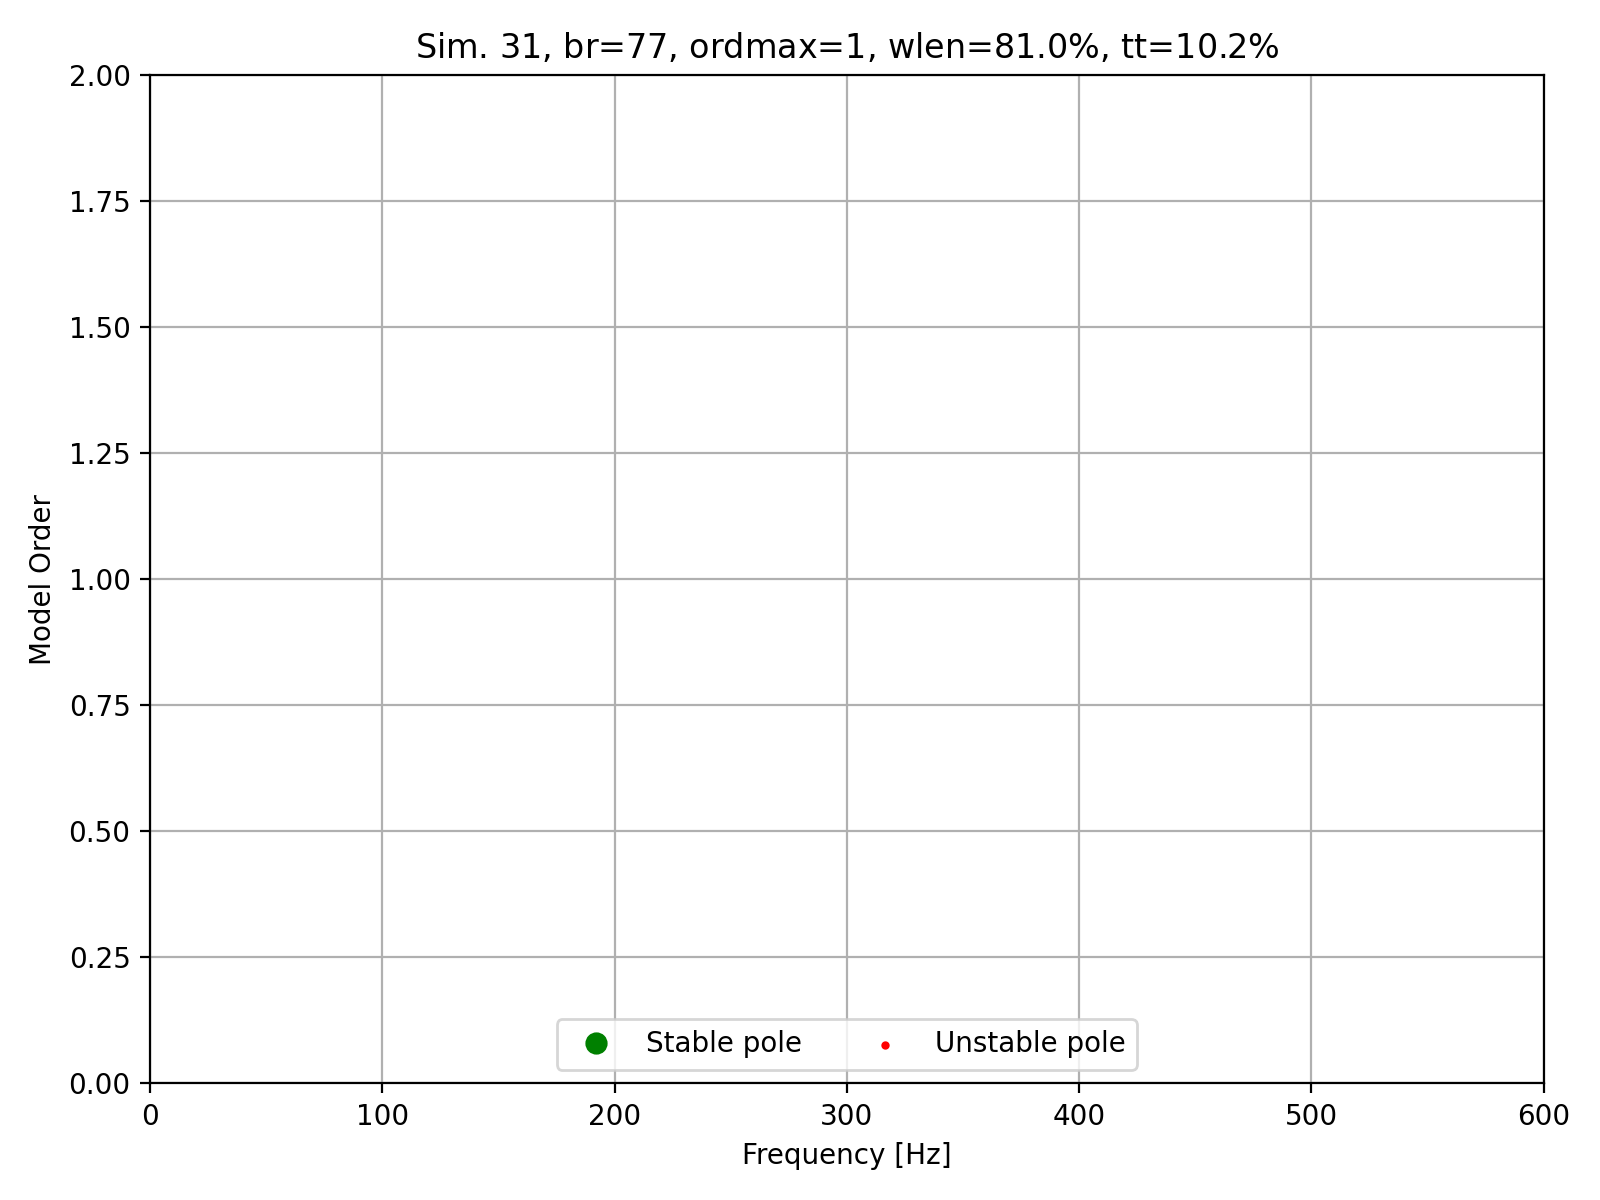 Sim. 31, br=77, ordmax=1, wlen=81.0%, tt=10.2%
2.00
1.75
1.50
1.25
1.00
0.75
0.50
0.25
0.00
Model Order
Stable pole Unstable pole
0 100 200 300 400 500 600
Frequency [Hz]